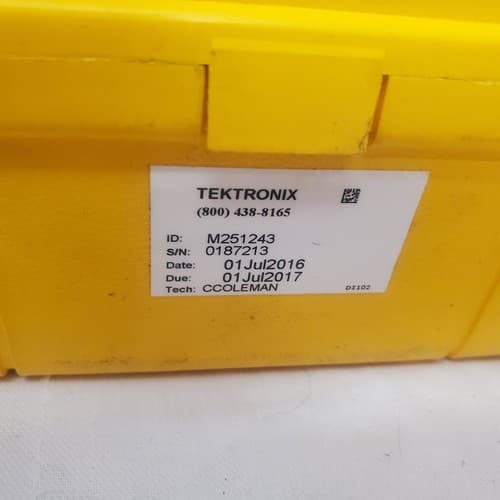 TEKTRONIX
(800) 438-8165
ID: M251243
S/N: 0187213
Date: 01Jul2016
Due: 01Jul2017
Tech: CCOLEMAN DI102